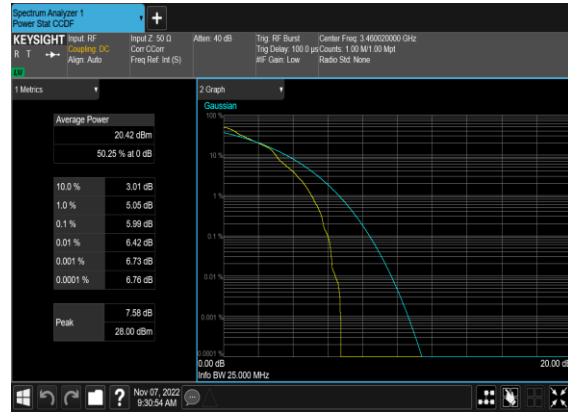 Spectrum Analyzer 1
Power Stat CCDF
KEYSIGHT
R T
Input: RF
Coupling: DC
Align: Auto
Input Z: 50 Ω
Corr CCorr
Freq Ref: Int (S)
Atten: 40 dB
Trig: RF Burst
Trig Delay: 100.0 µs
#IF Gain: Low
Center Freq: 3.460020000 GHz
Counts: 1.00 M/1.00 Mpt
Radio Std: None
LXI
1 Metrics
Average Power
20.42 dBm
50.25 % at 0 dB
10.0 % 3.01 dB
1.0 % 5.05 dB
0.1 % 5.99 dB
0.01 % 6.42 dB
0.001 % 6.73 dB
0.0001 % 6.76 dB
Peak
7.58 dB
28.00 dBm
2 Graph
Gaussian
100 %
10 %
1 %
0.1 %
0.01 %
0.001 %
0.0001 %
0.00 dB
20.00 dB
Info BW 25.000 MHz
?
Nov 07, 2022
9:30:54 AM